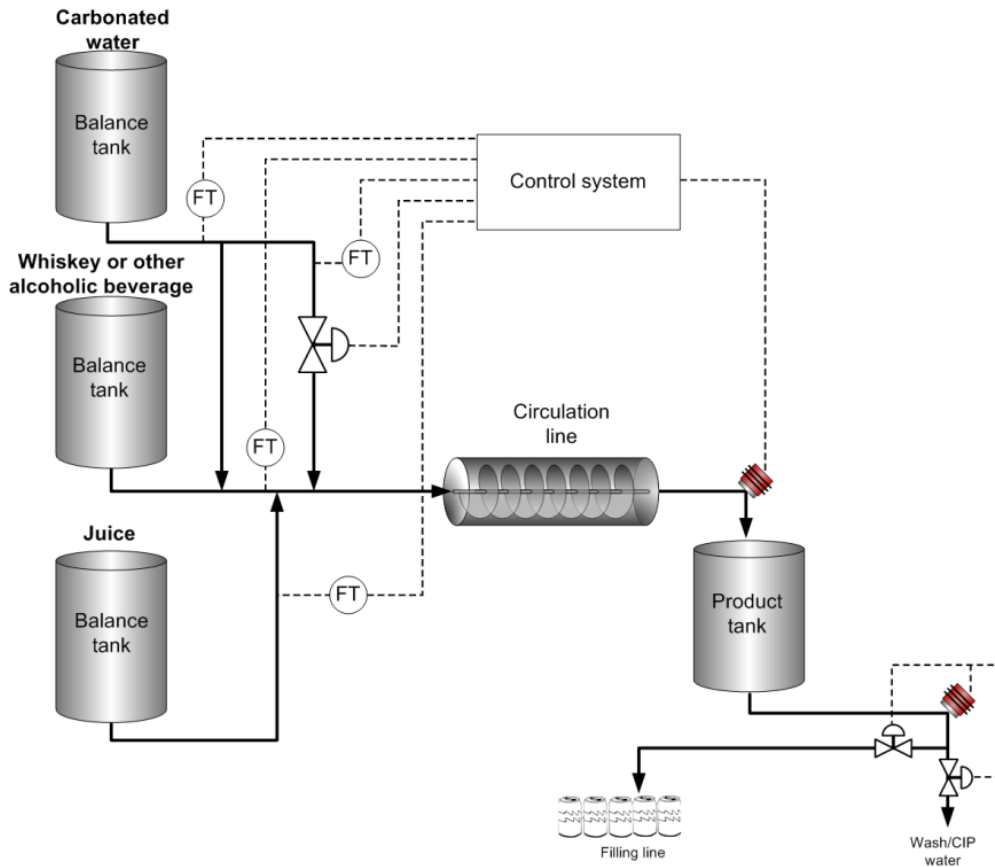 Carbonated
water
Balance
tank
FT
Control system
FT
Whiskey or other
alcoholic beverage
Balance
tank
FT
Circulation
line
Juice
Balance
tank
FT
Product
tank
Filling line
Wash/CIP
water